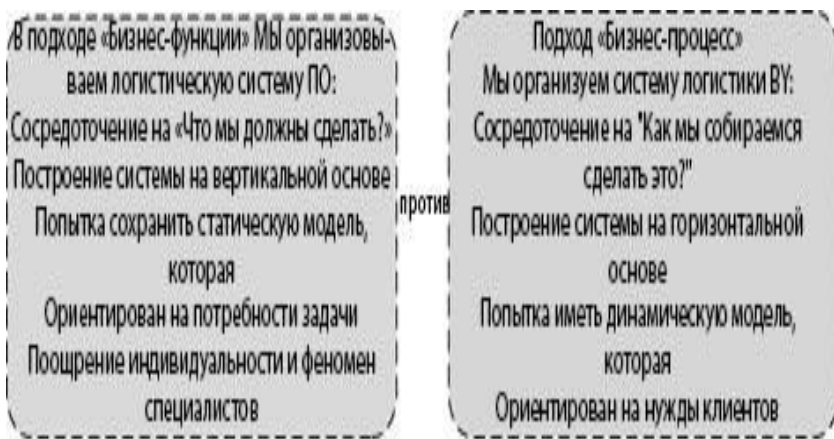 В подходе «Бизнес-функции» МЫ организовы-
ваем логистическую систему ПО:
Сосредоточение на «Что мы должны сделать?»
Построение системы на вертикальной основе
Попытка сохранить статическую модель,
которая
Ориентирован на потребности задачи
Поощрение индивидуальности и феномен
специалистов
против
Подход «Бизнес-процесс»
Мы организуем систему логистики BY:
Сосредоточение на "Как мы собираемся
сделать это?"
Построение системы на горизонтальной
основе
Попытка иметь динамическую модель,
которая
Ориентирован на нужды клиентов